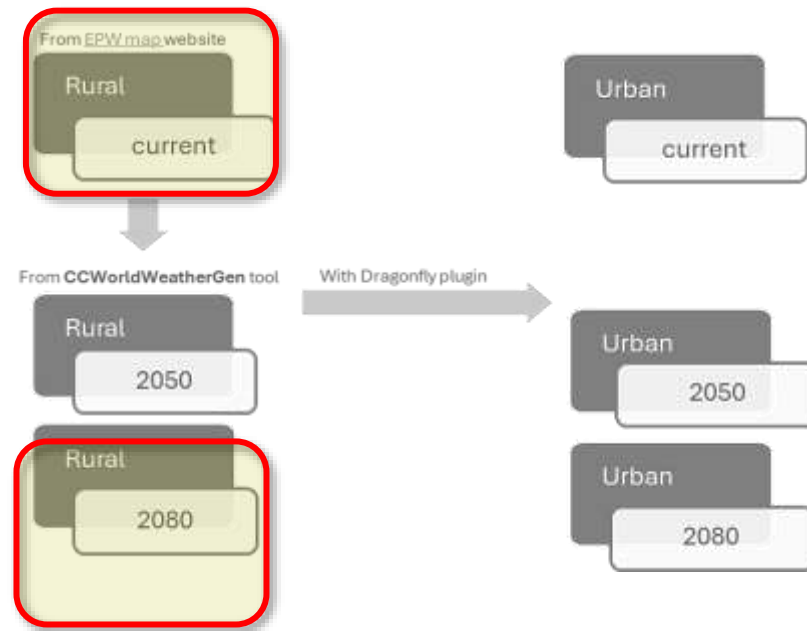 From EPW map website
Rural
current
Urban
current
From CCWorldWeatherGen tool
With Dragonfly plugin
Rural
2050
Urban
2050
Rural
2080
Urban
2080